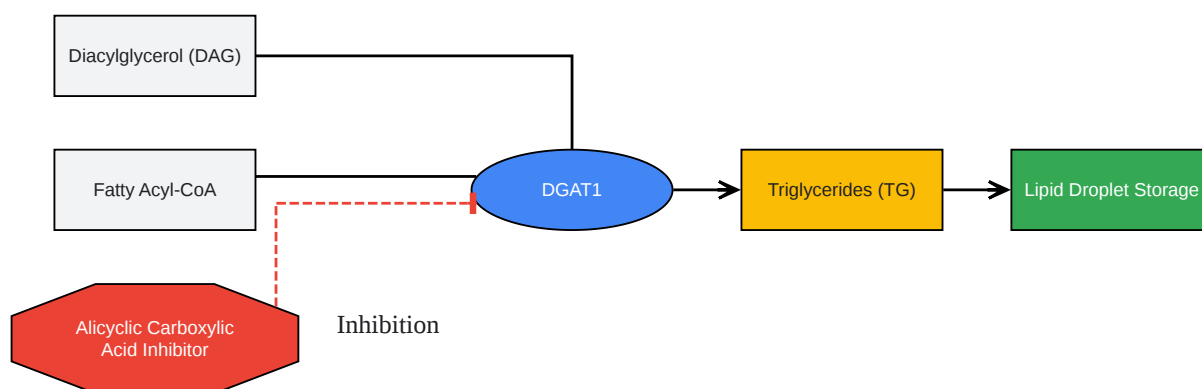 Diacylglycerol (DAG)
Fatty Acyl-CoA
DGAT1
Triglycerides (TG)
Lipid Droplet Storage
Alicyclic Carboxylic
Acid Inhibitor
Inhibition